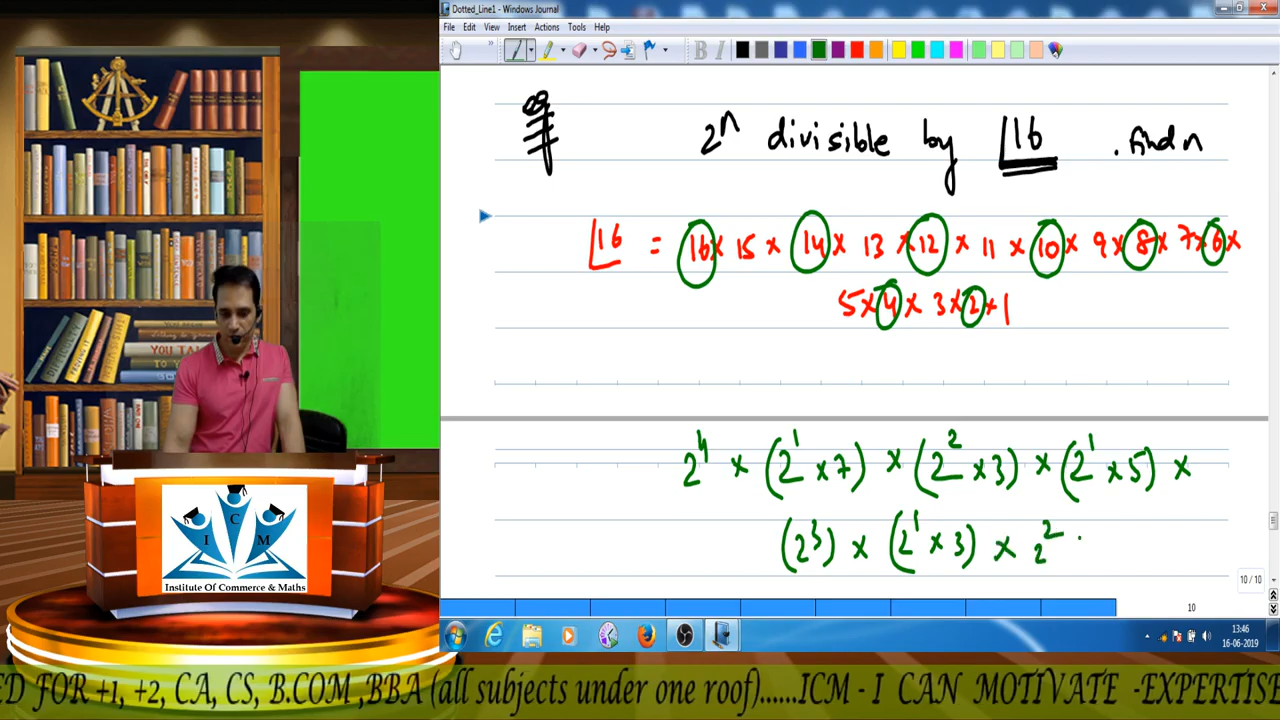 Dotted_Line1 - Windows Journal
File Edit View Insert Actions Tools Help
B I
2ⁿ divisible by ⌊16 . find n
⌊16 = 16 × 15 × 14 × 13 × 12 × 11 × 10 × 9 × 8 × 7 × 6 ×
5 × 4 × 3 × 2 × 1
2⁴ × (2¹ × 7) × (2² × 3) × (2¹ × 5) ×
(2³) × (2¹ × 3) × 2²
10 / 10
10
I C M
Institute Of Commerce & Maths
13:46
16-06-2019
ED FOR +1, +2, CA, CS, B.COM ,BBA (all subjects under one roof)......ICM - I CAN MOTIVATE -EXPERTISE